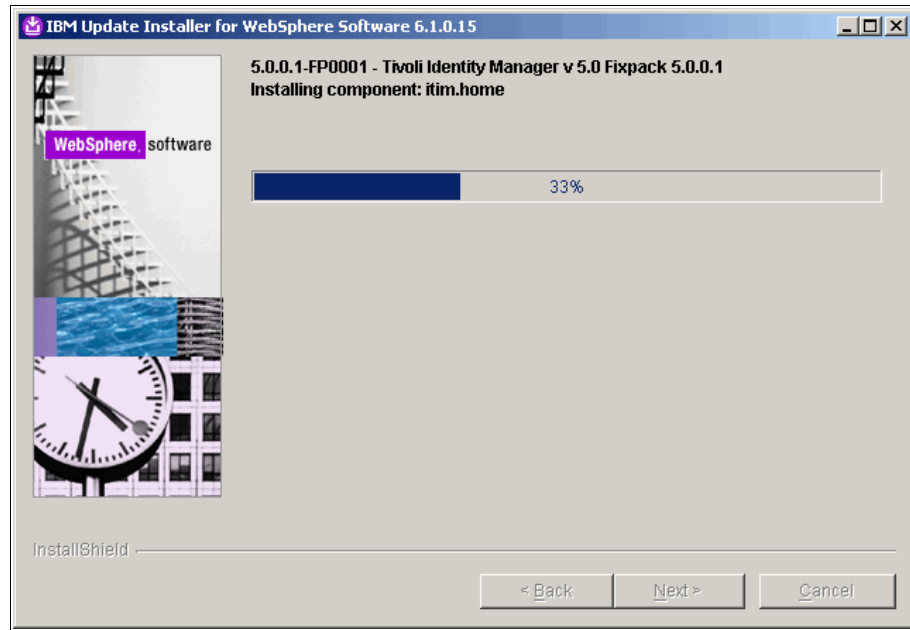 IBM Update Installer for WebSphere Software 6.1.0.15
5.0.0.1-FP0001 - Tivoli Identity Manager v 5.0 Fixpack 5.0.0.1
Installing component: itim.home
WebSphere. software
33%
InstallShield
< Back Next > Cancel